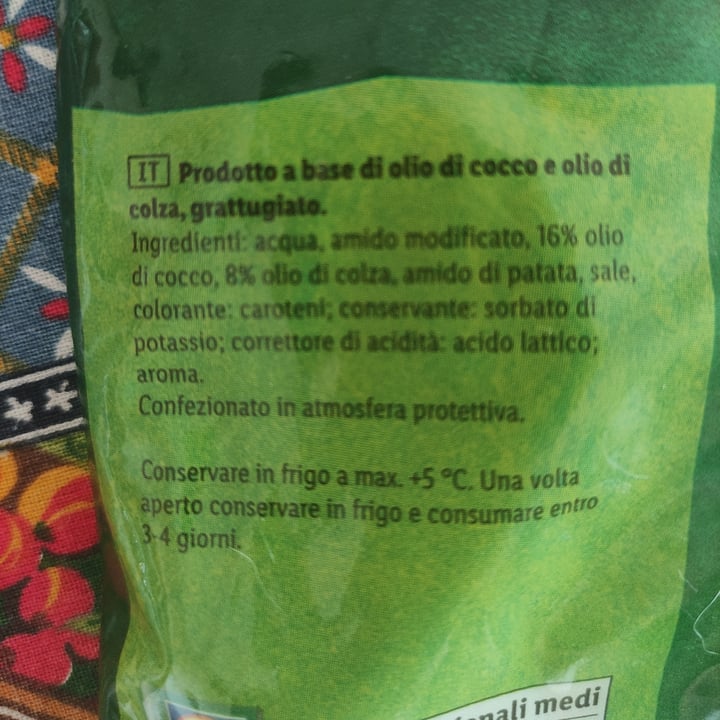 IT Prodotto a base di olio di cocco e olio di
colza, grattugiato.
Ingredienti: acqua, amido modificato, 16% olio
di cocco, 8% olio di colza, amido di patata, sale,
colorante: caroteni; conservante: sorbato di
potassio; correttore di acidità: acido lattico;
aroma.
Confezionato in atmosfera protettiva.
Conservare in frigo a max. +5 °C. Una volta
aperto conservare in frigo e consumare entro
3-4 giorni.
medi